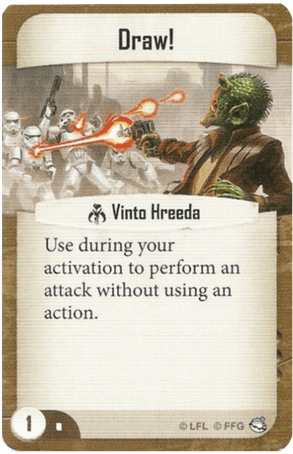 Draw!
Vinto Hreeda
Use during your
activation to perform an
attack without using an
action.
1
© LFL © FFG